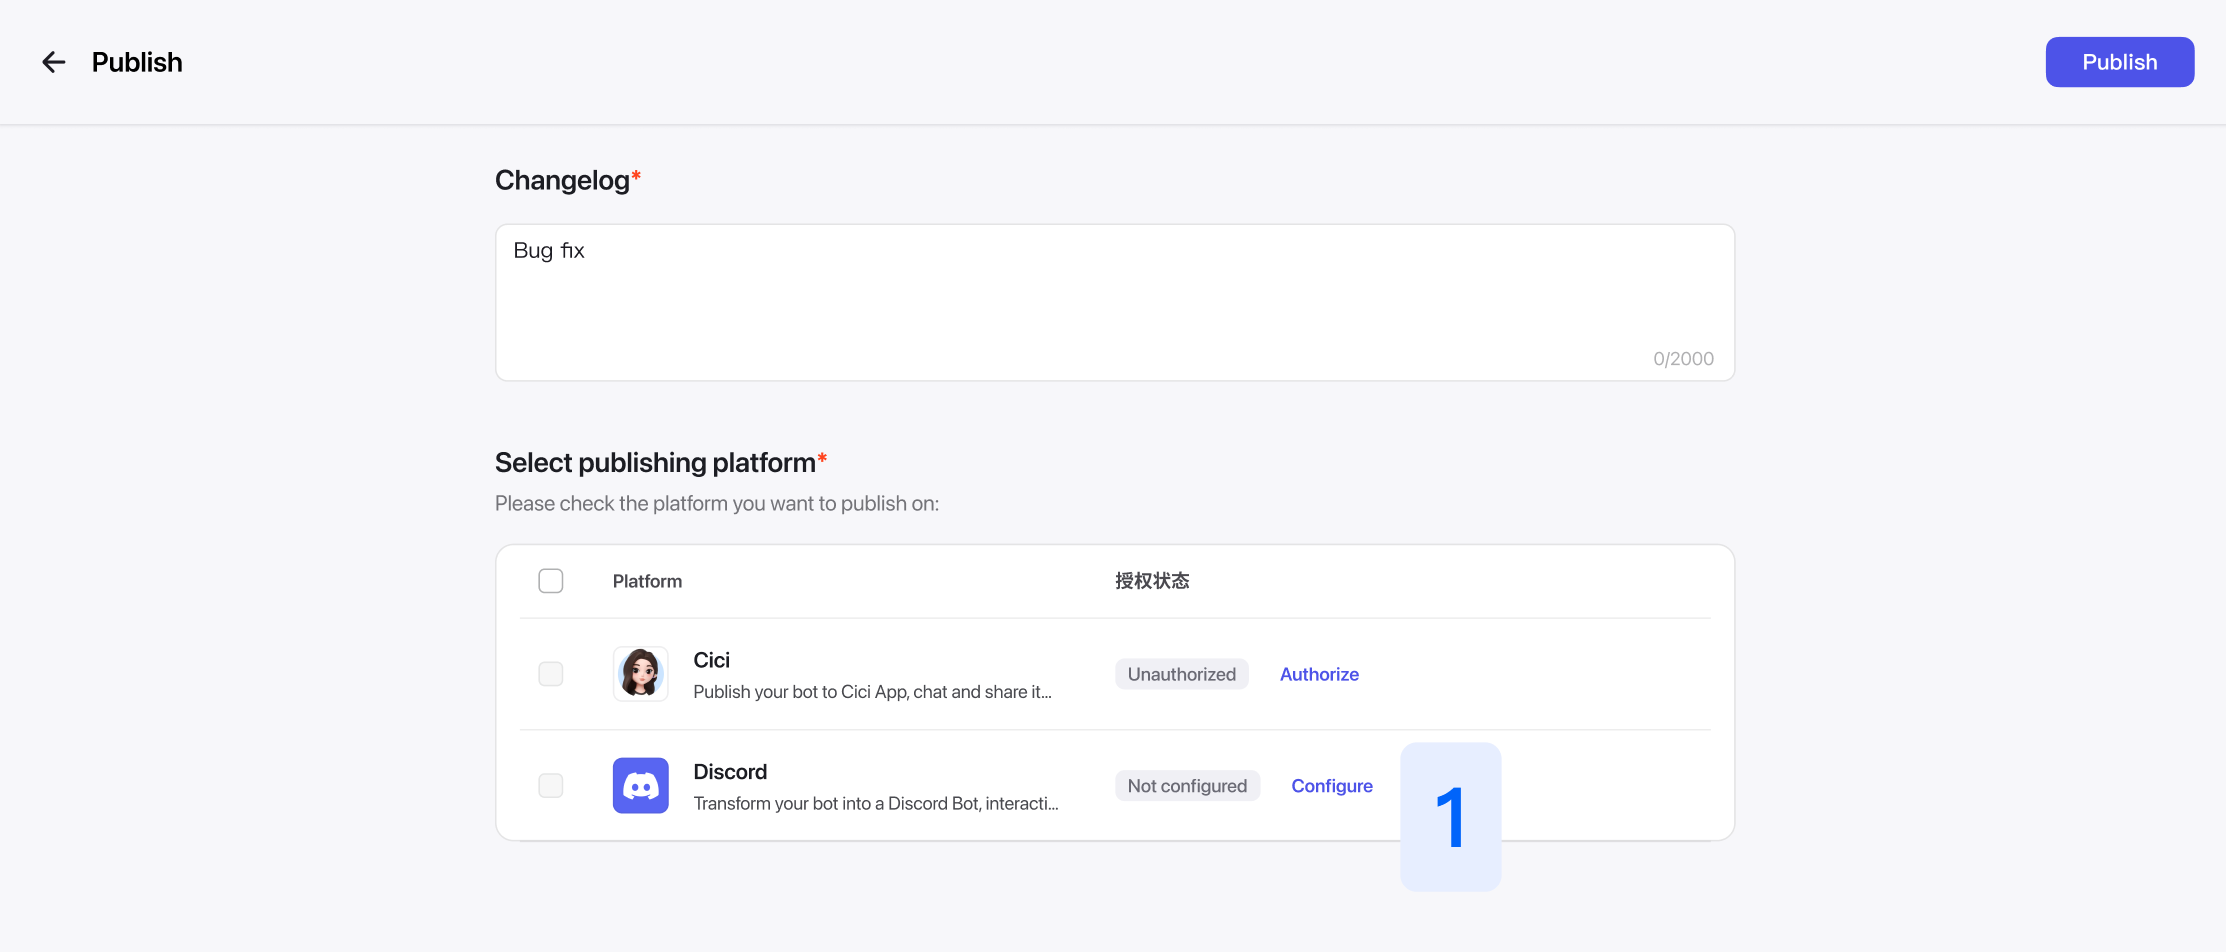 Publish
Publish
Changelog*
Bug fix
0/2000
Select publishing platform*
Please check the platform you want to publish on:
Platform 授权状态
Cici
Publish your bot to Cici App, chat and share it...
Unauthorized Authorize
Discord
Transform your bot into a Discord Bot, interacti...
Not configured Configure
1